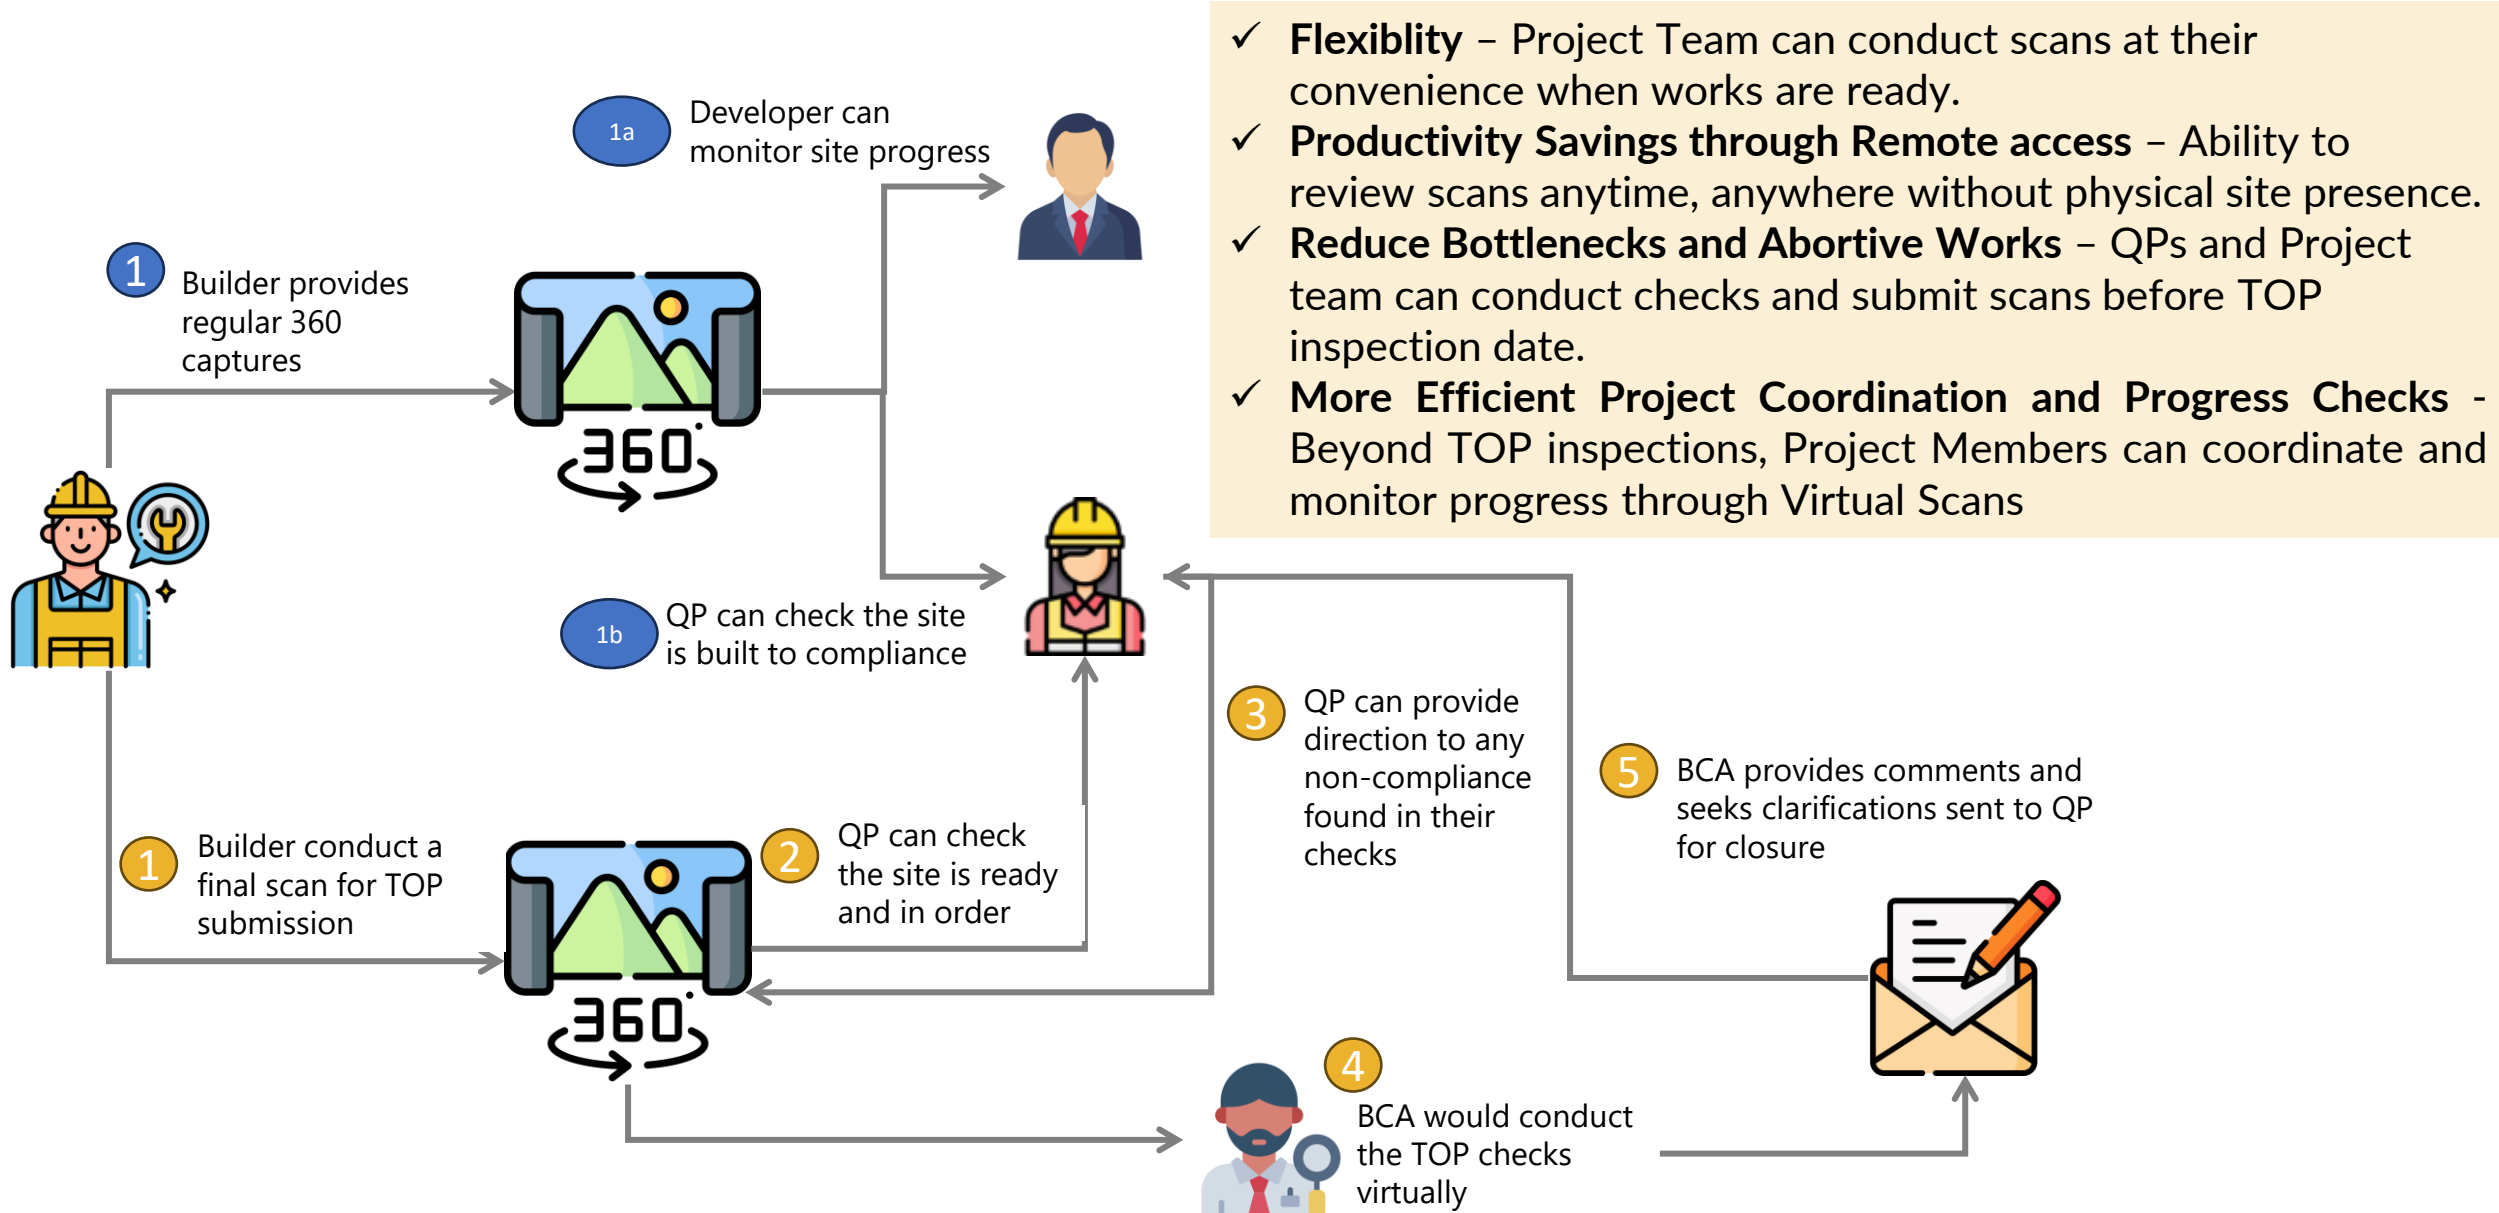 ✓ Flexiblity – Project Team can conduct scans at their
convenience when works are ready.
✓ Productivity Savings through Remote access – Ability to
review scans anytime, anywhere without physical site presence.
✓ Reduce Bottlenecks and Abortive Works – QPs and Project
team can conduct checks and submit scans before TOP
inspection date.
✓ More Efficient Project Coordination and Progress Checks -
Beyond TOP inspections, Project Members can coordinate and
monitor progress through Virtual Scans
1a
Developer can
monitor site progress
1
Builder provides
regular 360
captures
360°
1b
QP can check the site
is built to compliance
1
Builder conduct a
final scan for TOP
submission
360°
2
QP can check
the site is ready
and in order
3
QP can provide
direction to any
non-compliance
found in their
checks
4
BCA would conduct
the TOP checks
virtually
5
BCA provides comments and
seeks clarifications sent to QP
for closure